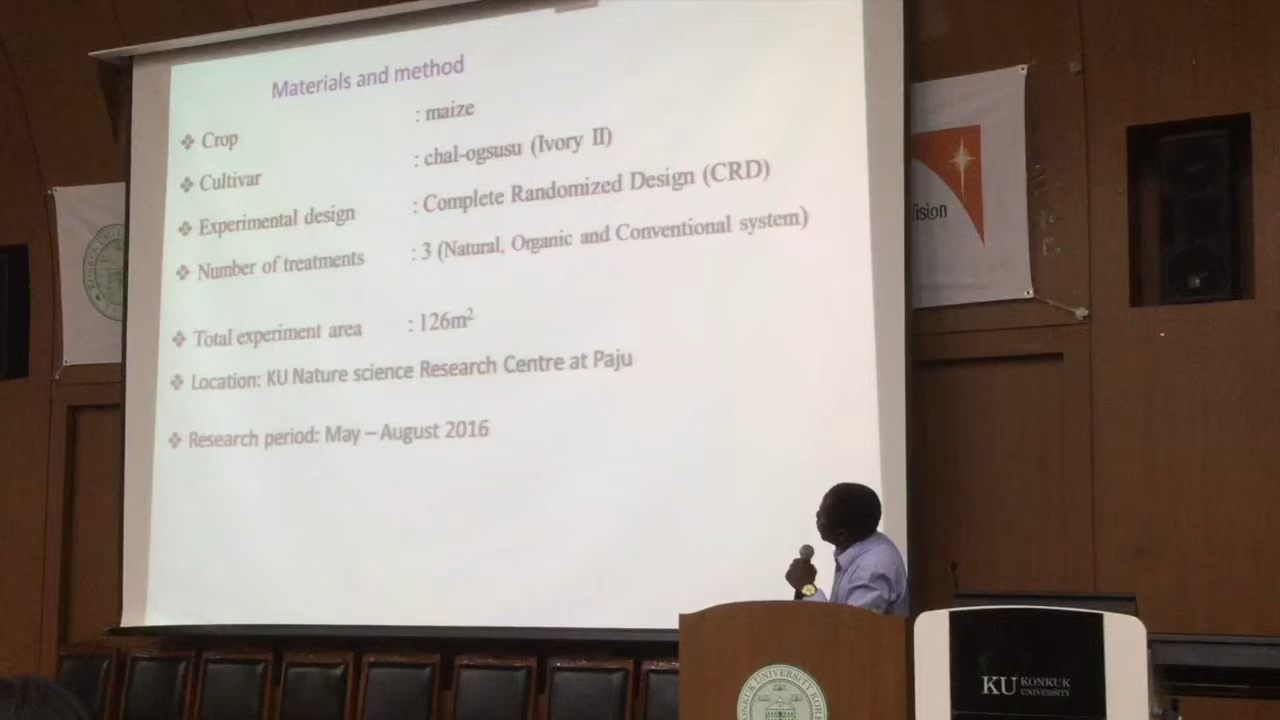 Materials and method
❖ Crop : maize
❖ Cultivar : chal-ogsusu (Ivory II)
❖ Experimental design : Complete Randomized Design (CRD)
❖ Number of treatments : 3 (Natural, Organic and Conventional system)
❖ Total experiment area : 126m²
❖ Location: KU Nature science Research Centre at Paju
❖ Research period: May – August 2016
KONKUK UNIVERSITY
KU KONKUK
UNIVERSITY